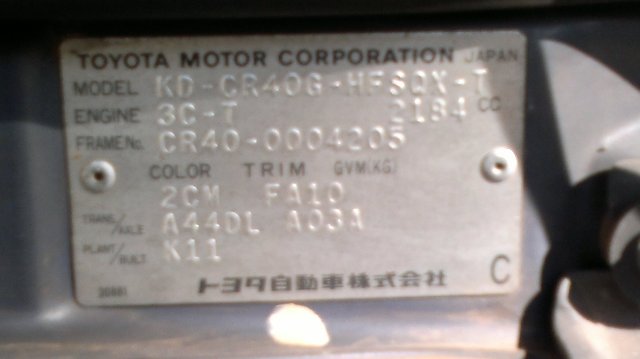 TOYOTA MOTOR CORPORATION JAPAN
MODEL KD-CR40G-HFSQX-T
ENGINE 3C-T 2184 CC
FRAME No. CR40-0004205
COLOR TRIM GVM(KG)
2CM FA10
TRANS/AXLE A44DL A03A
PLANT/BUILT K11
トヨタ自動車株式会社 C